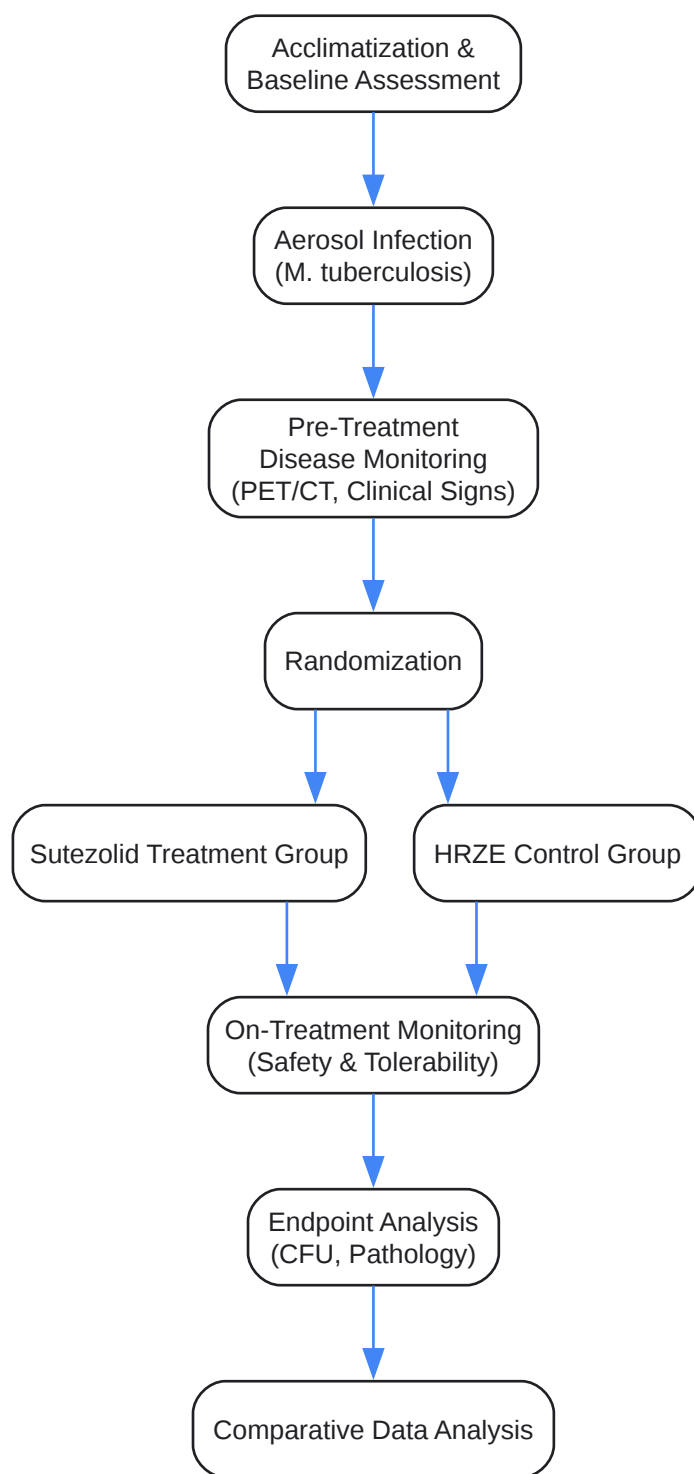 Acclimatization &
Baseline Assessment
Aerosol Infection
(M. tuberculosis)
Pre-Treatment
Disease Monitoring
(PET/CT, Clinical Signs)
Randomization
Sutezolid Treatment Group
HRZE Control Group
On-Treatment Monitoring
(Safety & Tolerability)
Endpoint Analysis
(CFU, Pathology)
Comparative Data Analysis